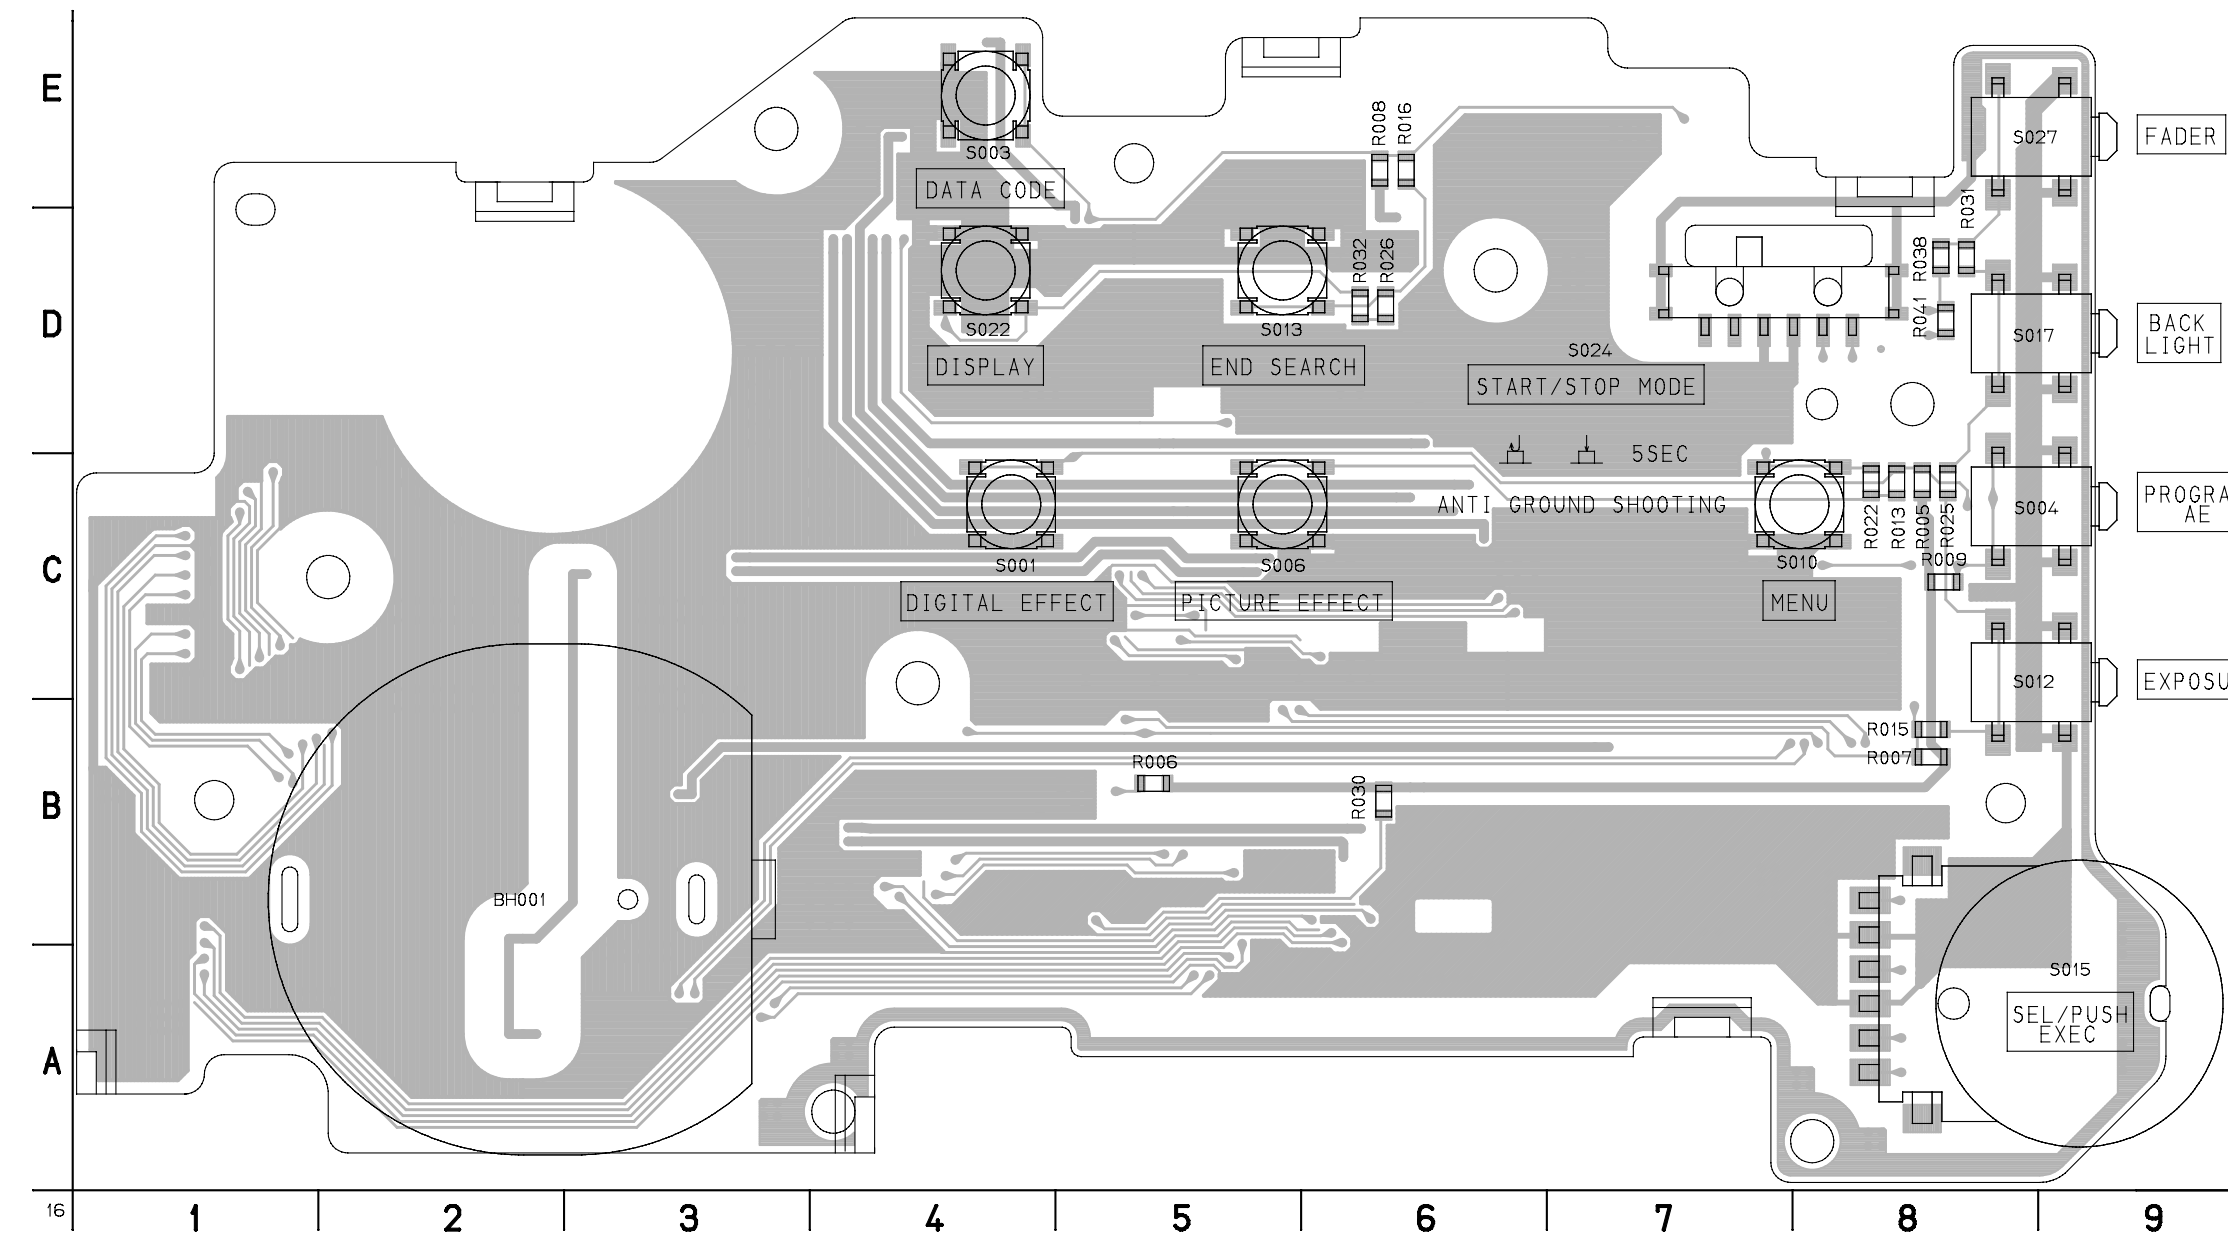 E
S003
R008
R016
S027
FADER
DATA CODE
R031
S022
S013
R032
R026
R038
R041
D
S017
BACK
LIGHT
DISPLAY
END SEARCH
S024
START/STOP MODE
5SEC
ANTI GROUND SHOOTING
R022
R013
R005
R025
S004
PROGRA
AE
C
S001
S006
S010
R009
DIGITAL EFFECT
PICTURE EFFECT
MENU
S012
EXPOSU
R015
R007
R006
R030
B
BH001
S015
SEL/PUSH
EXEC
A
16
1 2 3 4 5 6 7 8 9